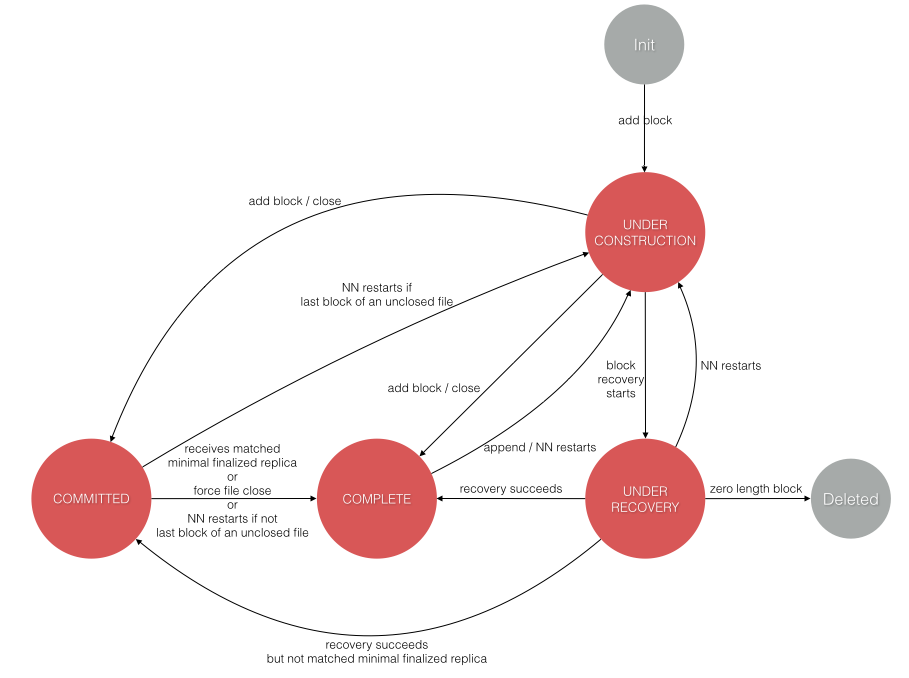 Init
add block
UNDER
CONSTRUCTION
add block / close
NN restarts if
last block of an unclosed file
block
recovery
starts
NN restarts
add block / close
append / NN restarts
receives matched
minimal finalized replica
or
force file close
or
NN restarts if not
last block of an unclosed file
COMMITTED
COMPLETE
recovery succeeds
UNDER
RECOVERY
zero length block
Deleted
recovery succeeds
but not matched minimal finalized replica